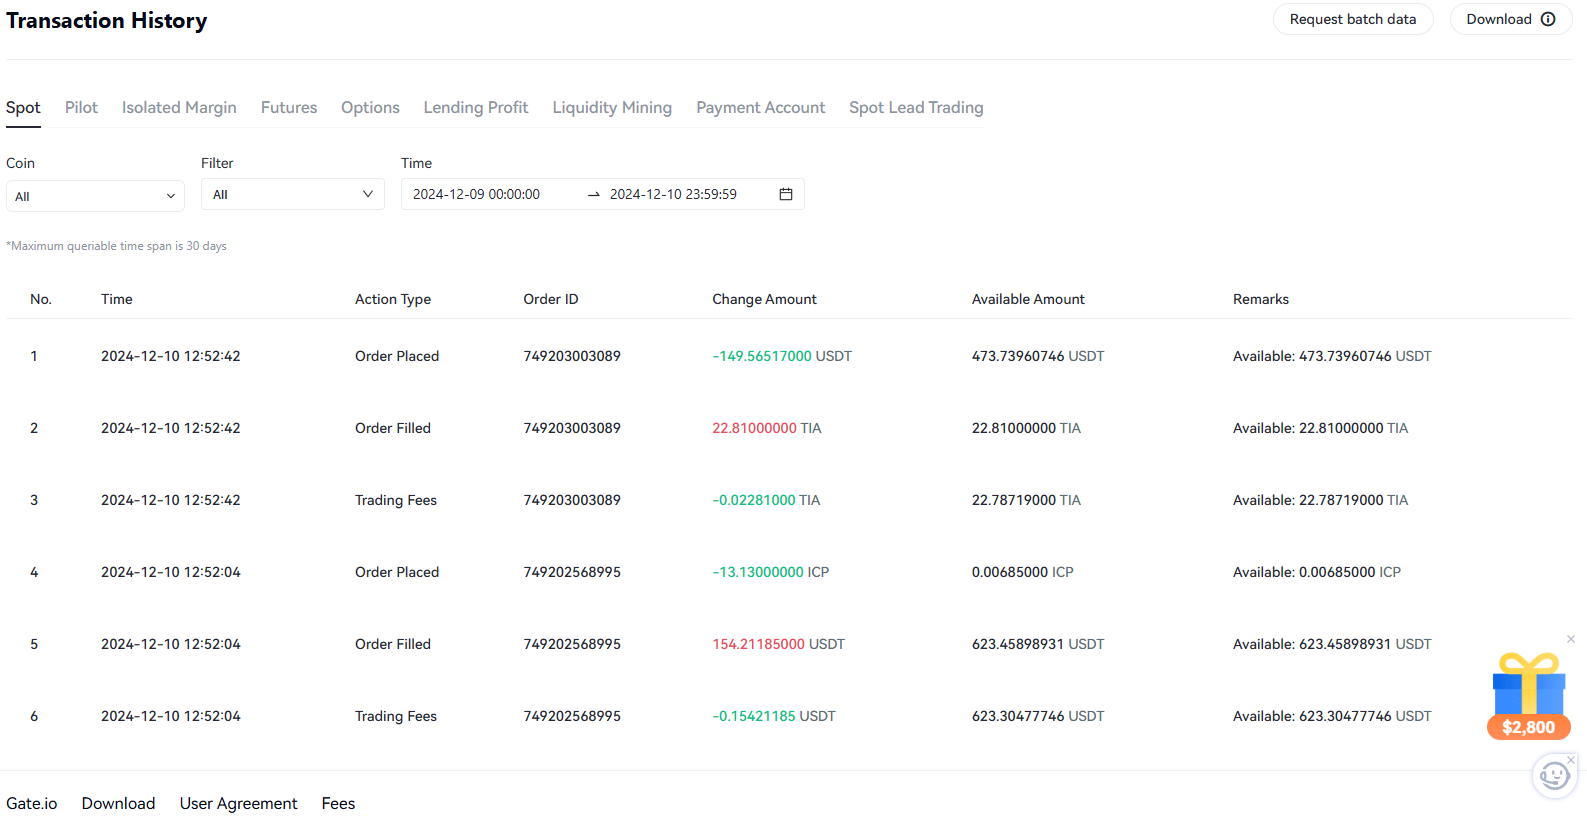 Transaction History
Request batch data
Download
Spot Pilot Isolated Margin Futures Options Lending Profit Liquidity Mining Payment Account Spot Lead Trading
Coin Filter Time
All All 2024-12-09 00:00:00 → 2024-12-10 23:59:59
*Maximum queriable time span is 30 days
No. Time Action Type Order ID Change Amount Available Amount Remarks
1 2024-12-10 12:52:42 Order Placed 749203003089 -149.56517000 USDT 473.73960746 USDT Available: 473.73960746 USDT
2 2024-12-10 12:52:42 Order Filled 749203003089 22.81000000 TIA 22.81000000 TIA Available: 22.81000000 TIA
3 2024-12-10 12:52:42 Trading Fees 749203003089 -0.02281000 TIA 22.78719000 TIA Available: 22.78719000 TIA
4 2024-12-10 12:52:04 Order Placed 749202568995 -13.13000000 ICP 0.00685000 ICP Available: 0.00685000 ICP
5 2024-12-10 12:52:04 Order Filled 749202568995 154.21185000 USDT 623.45898931 USDT Available: 623.45898931 USDT
6 2024-12-10 12:52:04 Trading Fees 749202568995 -0.15421185 USDT 623.30477746 USDT Available: 623.30477746 USDT
$2,800
Gate.io Download User Agreement Fees